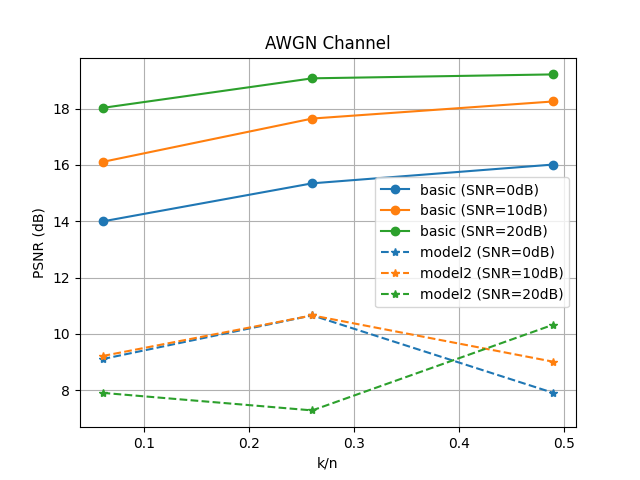 AWGN Channel
PSNR (dB)
18
16
14
12
10
8
basic (SNR=0dB)
basic (SNR=10dB)
basic (SNR=20dB)
model2 (SNR=0dB)
model2 (SNR=10dB)
model2 (SNR=20dB)
0.1 0.2 0.3 0.4 0.5
k/n